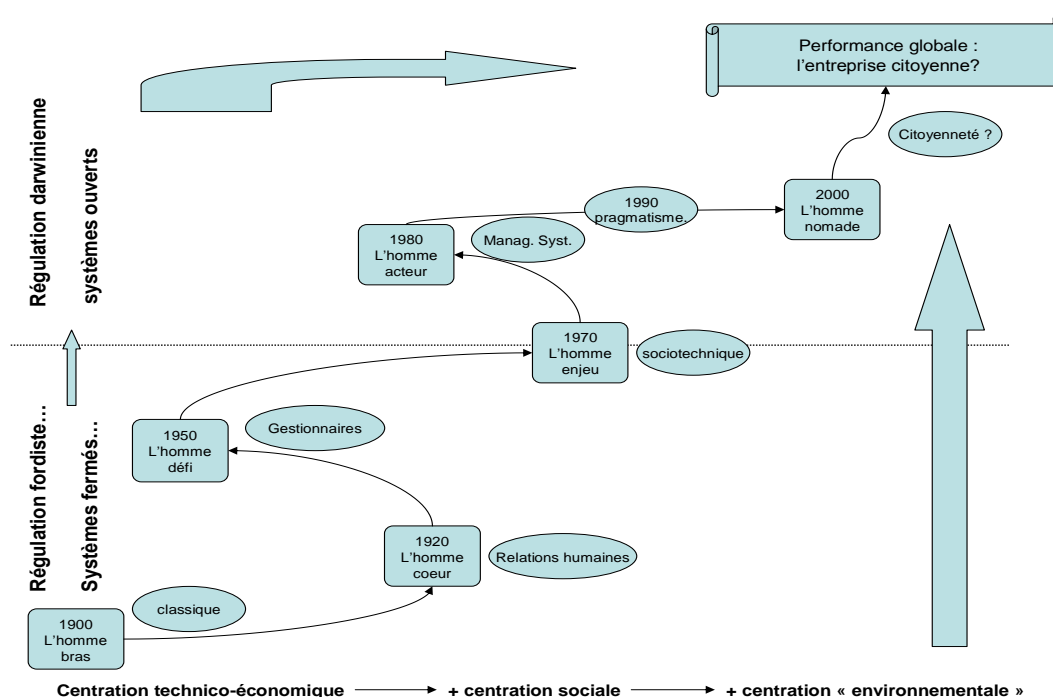 Performance globale :
l'entreprise citoyenne?
Citoyenneté ?
Régulation darwinienne
systèmes ouverts
2000
L'homme
nomade
1990
pragmatisme.
1980
L'homme
acteur
Manag. Syst.
1970
L'homme
enjeu
sociotechnique
Régulation fordiste...
Systèmes fermés...
1950
L'homme
défi
Gestionnaires
1920
L'homme
coeur
Relations humaines
1900
L'homme
bras
classique
Centration technico-économique + centration sociale + centration « environnementale »